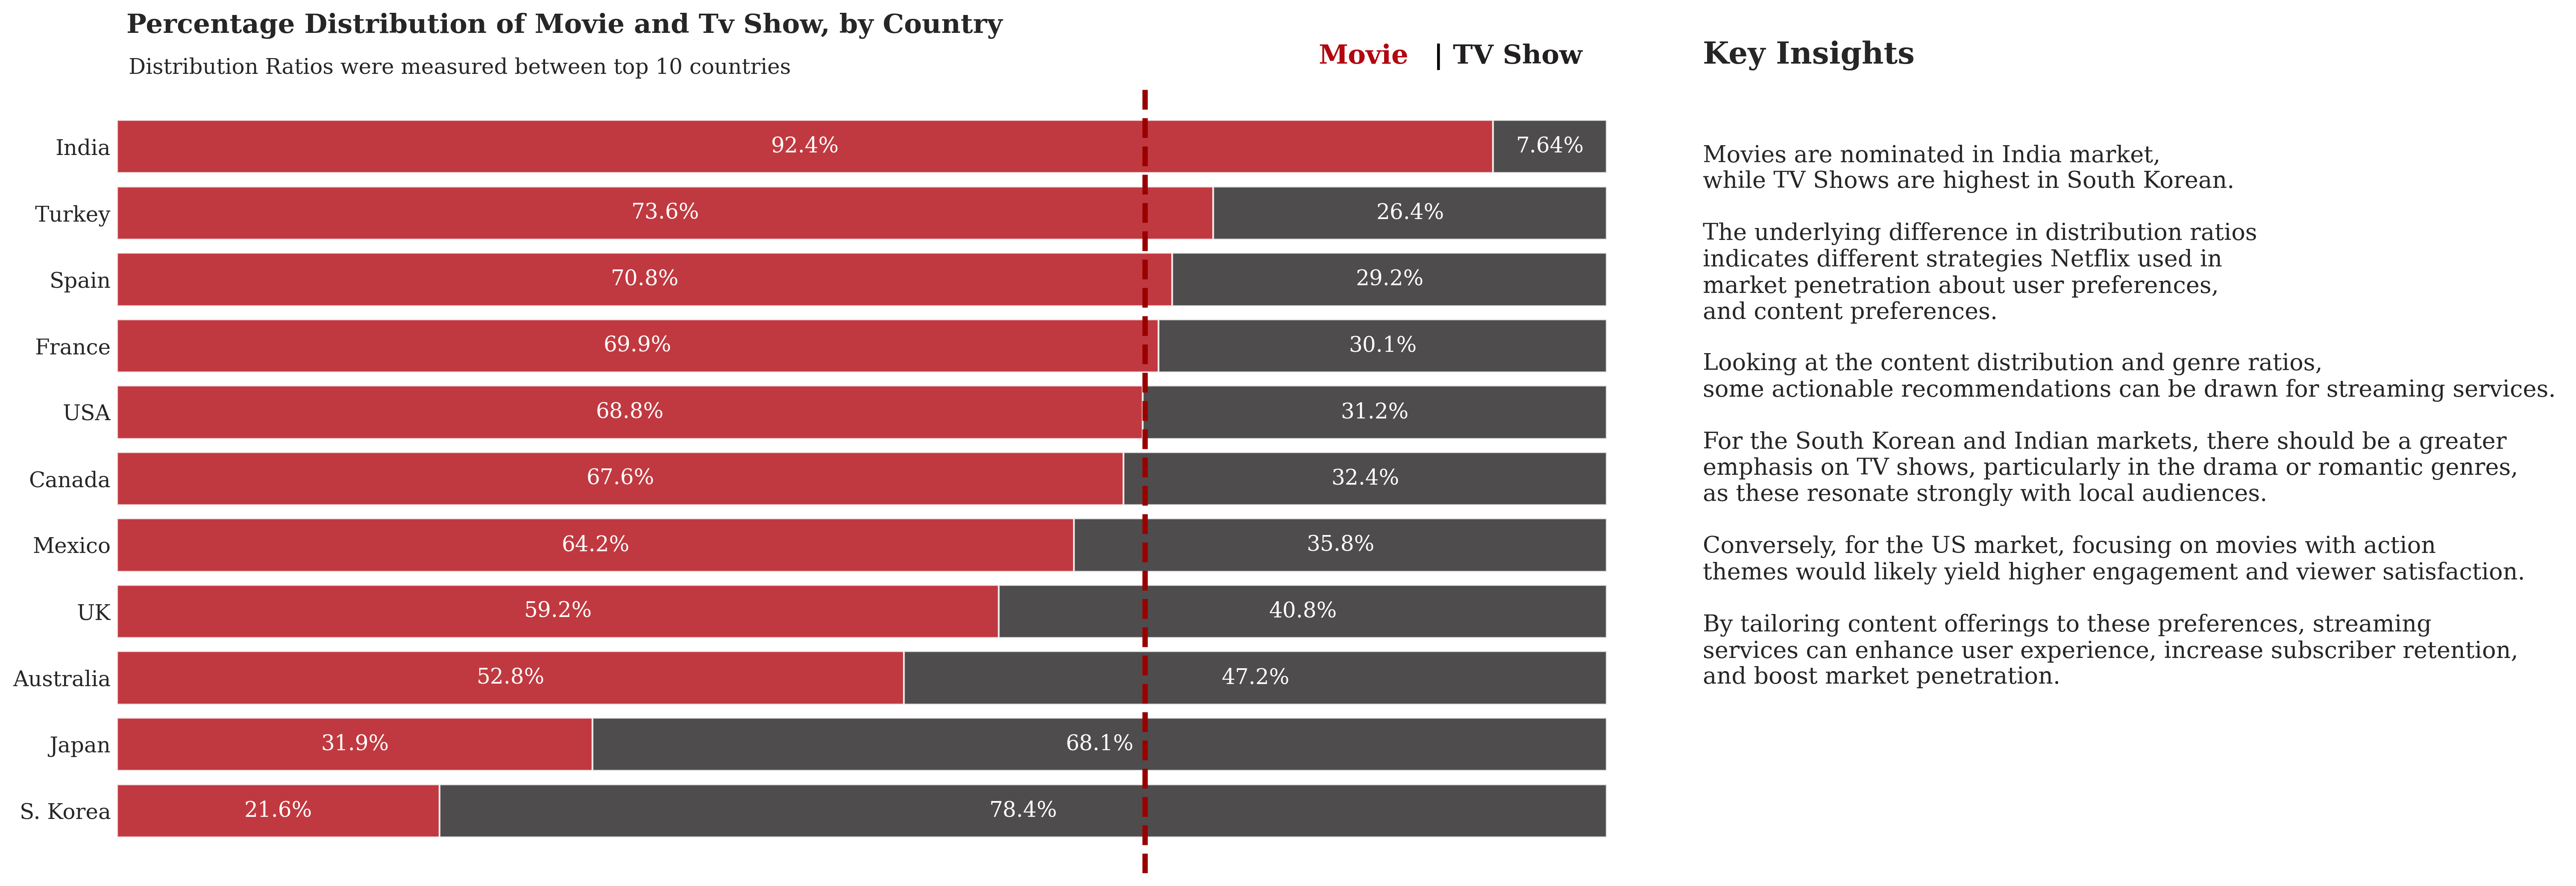 Percentage Distribution of Movie and Tv Show, by Country
Distribution Ratios were measured between top 10 countries
Movie | TV Show
India 92.4% 7.64%
Turkey 73.6% 26.4%
Spain 70.8% 29.2%
France 69.9% 30.1%
USA 68.8% 31.2%
Canada 67.6% 32.4%
Mexico 64.2% 35.8%
UK 59.2% 40.8%
Australia 52.8% 47.2%
Japan 31.9% 68.1%
S. Korea 21.6% 78.4%
Key Insights
Movies are nominated in India market,
while TV Shows are highest in South Korean.
The underlying difference in distribution ratios
indicates different strategies Netflix used in
market penetration about user preferences,
and content preferences.
Looking at the content distribution and genre ratios,
some actionable recommendations can be drawn for streaming services.
For the South Korean and Indian markets, there should be a greater
emphasis on TV shows, particularly in the drama or romantic genres,
as these resonate strongly with local audiences.
Conversely, for the US market, focusing on movies with action
themes would likely yield higher engagement and viewer satisfaction.
By tailoring content offerings to these preferences, streaming
services can enhance user experience, increase subscriber retention,
and boost market penetration.